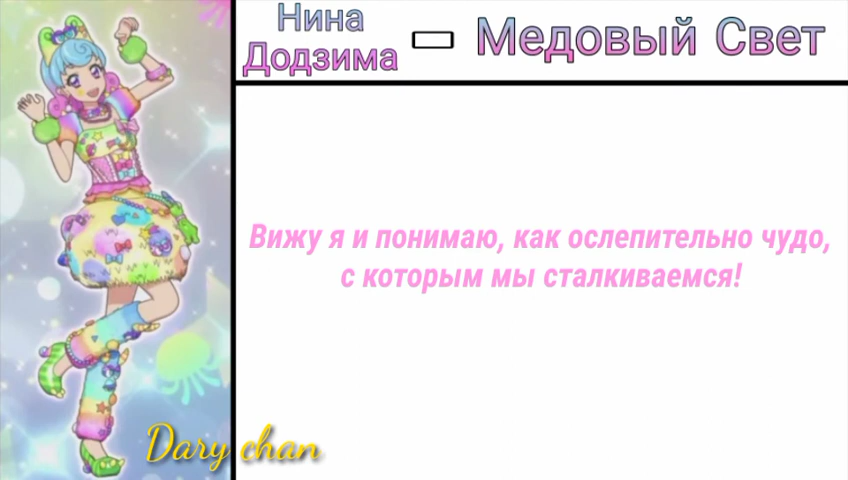 Нина
Додзима - Медовый Свет
Вижу я и понимаю, как ослепительно чудо,
с которым мы сталкиваемся!
Dary chan